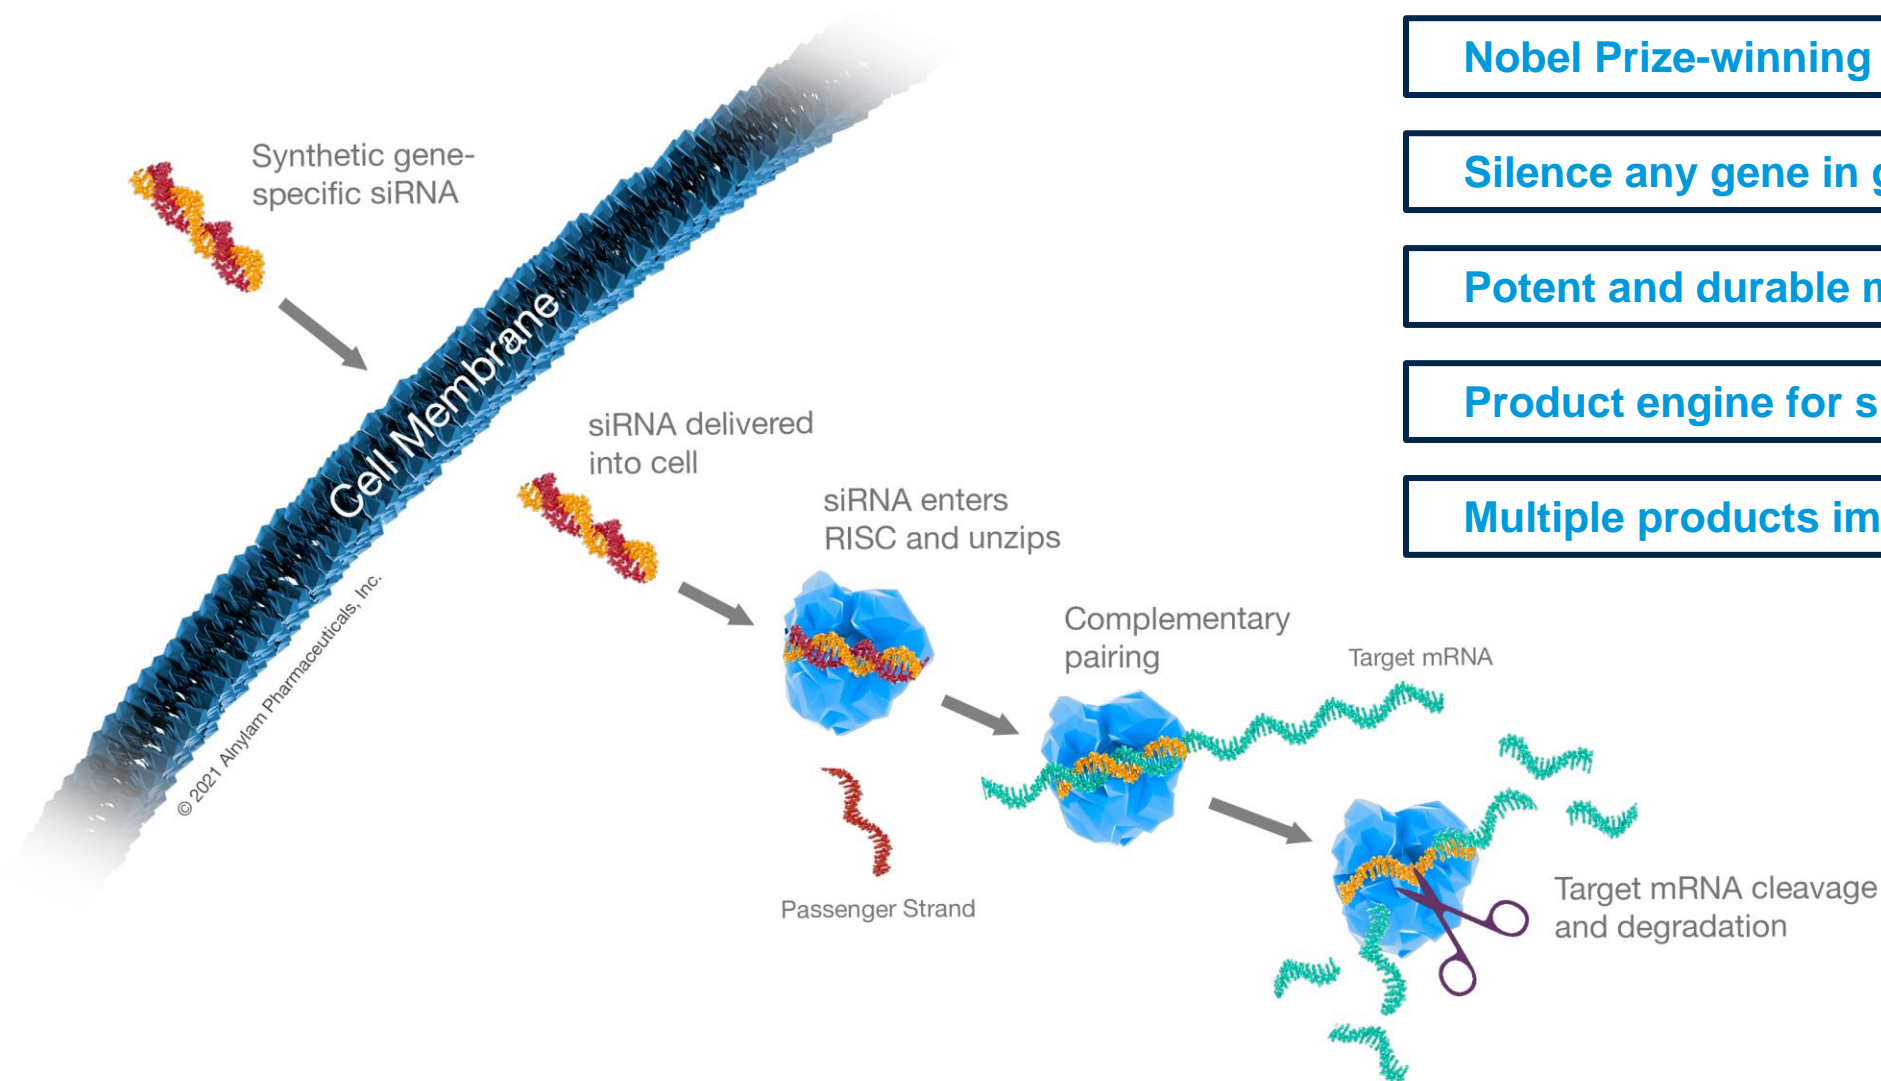 Nobel Prize-winning
Silence any gene in
Potent and durable
Product engine for
Multiple products
Synthetic gene-
specific siRNA
Cell Membrane
© 2021 Alnylam Pharmaceuticals, Inc.
siRNA delivered
into cell
siRNA enters
RISC and unzips
Passenger Strand
Complementary
pairing
Target mRNA
Target mRNA cleavage
and degradation